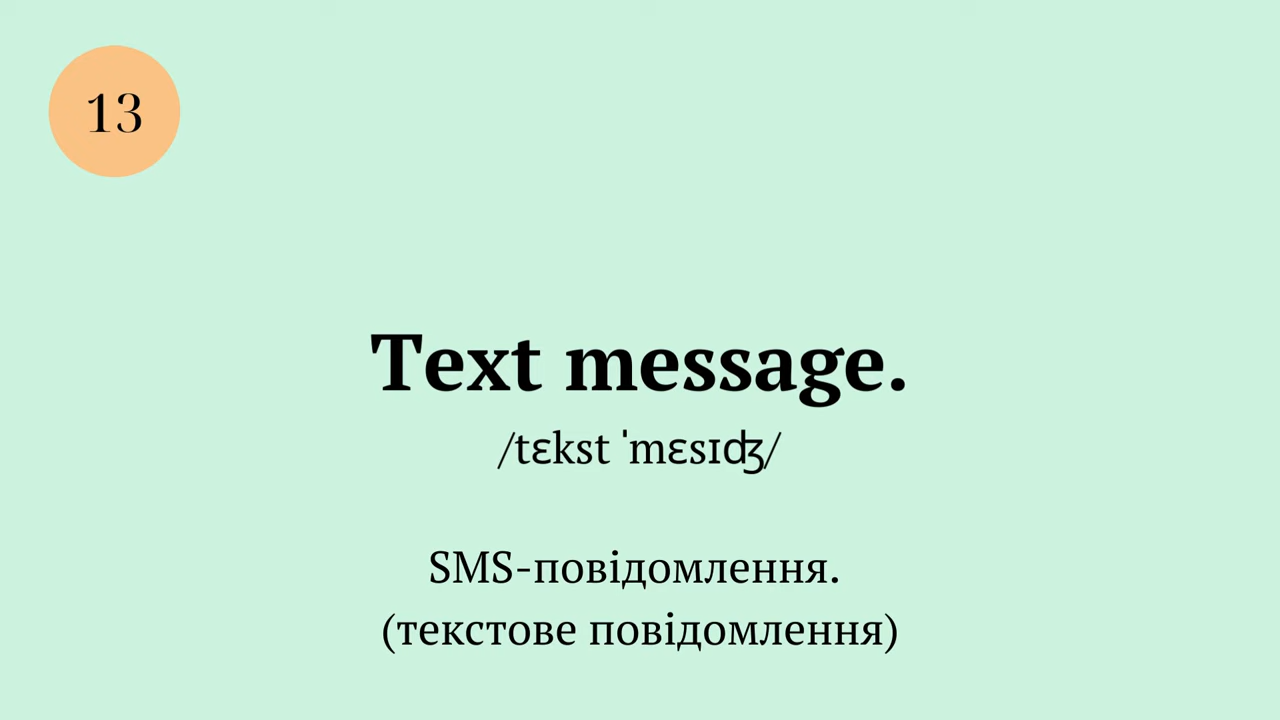 13
Text message.
/tɛkst ˈmɛsɪʤ/
SMS-повідомлення.
(текстове повідомлення)